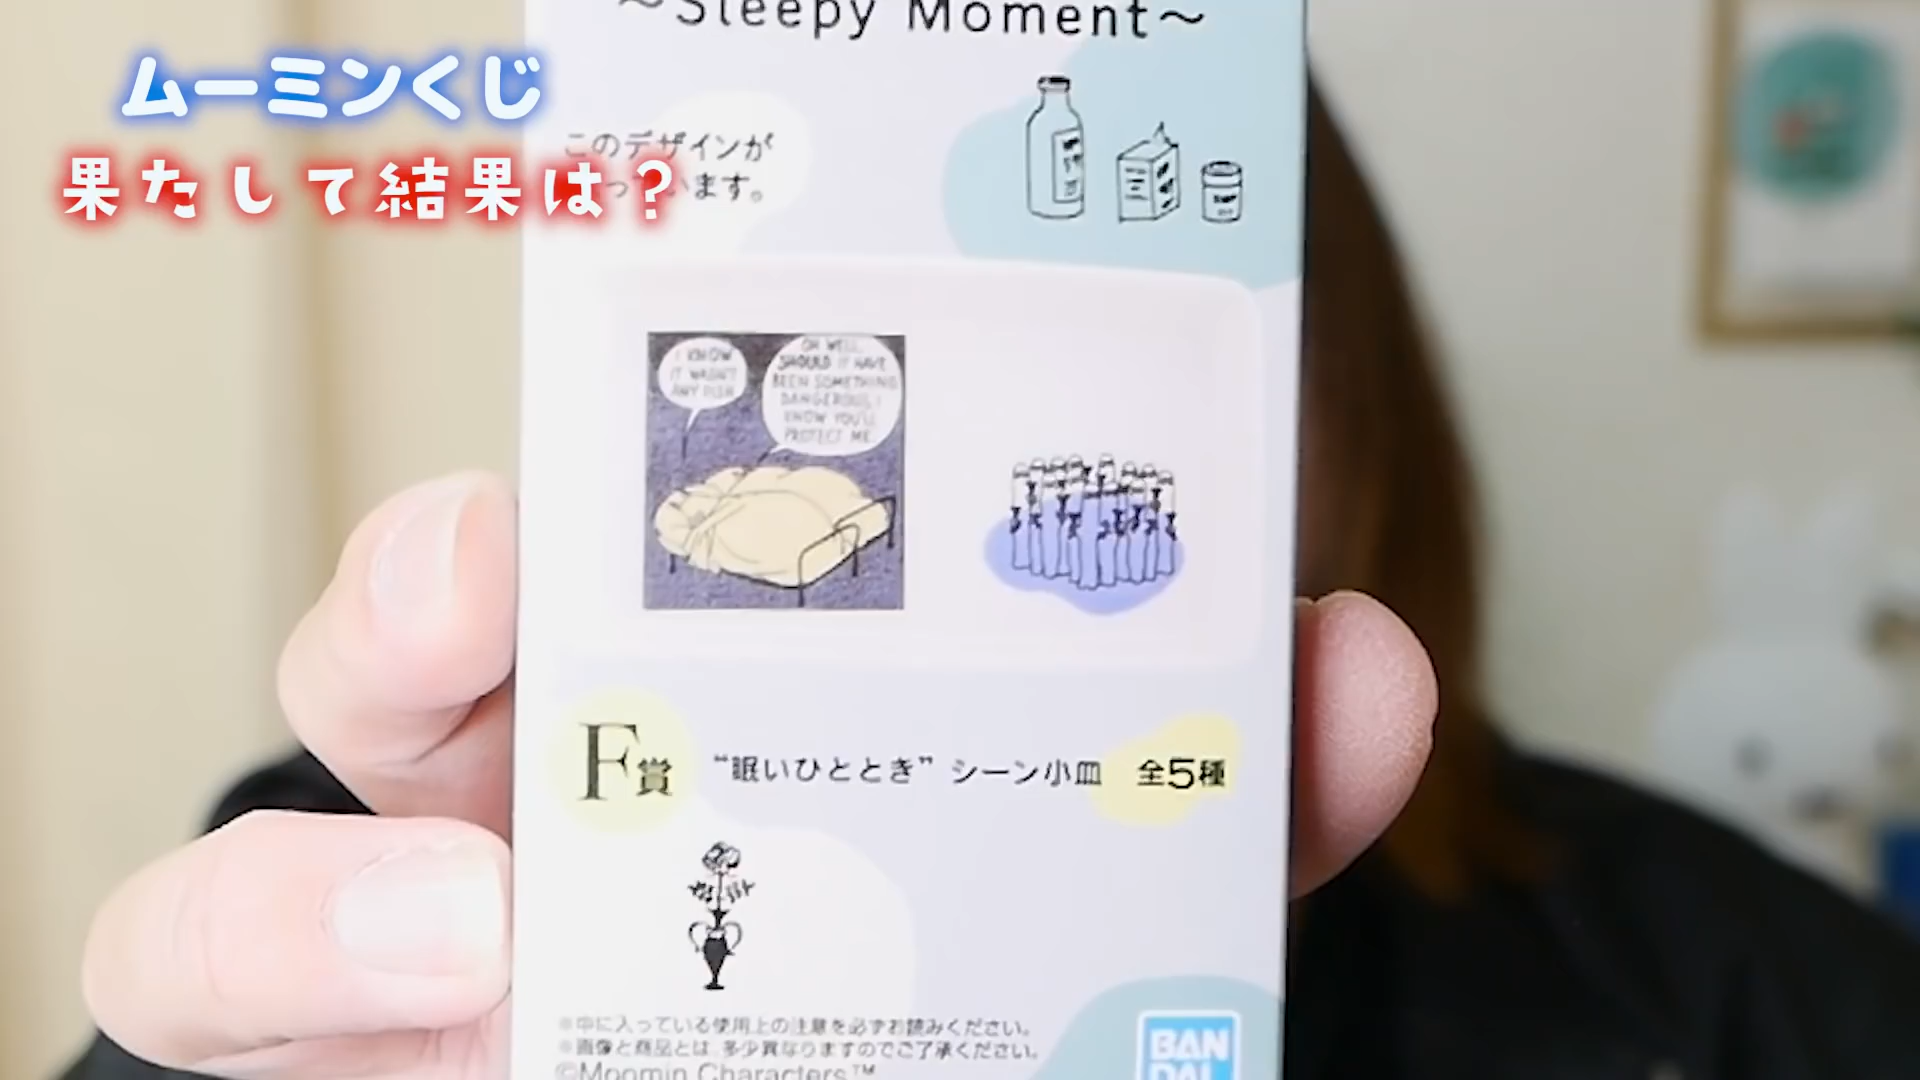 ～Sleepy Moment～
ムーミンくじ
果たして結果は？
このデザインが
います。
I KNOW
IT WASN'T
ANY FISH
OH WELL,
SHOULD IT HAVE
BEEN SOMETHING
DANGEROUS, I
KNOW YOU'LL
PROTECT ME.
F賞 “眠いひととき” シーン小皿 全5種
※中に入っている使用上の注意を必ずお読みください。
※画像と商品とは、多少異なりますのでご了承ください。
©Moomin Characters™
BAN
DAI